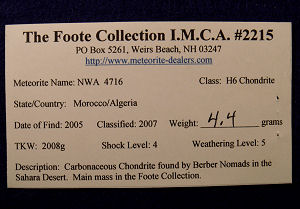 The Foote Collection I.M.C.A. #2215
PO Box 5261, Weirs Beach, NH 03247
http://www.meteorite-dealers.com
Meteorite Name: NWA 4716 Class: H6 Chondrite
State/Country: Morocco/Algeria
Date of Find: 2005 Classified: 2007 Weight: 4.4 grams
TKW: 2008g Shock Level: 4 Weathering Level: 5
Description: Carbonaceous Chondrite found by Berber Nomads in the
Sahara Desert. Main mass in the Foote Collection.